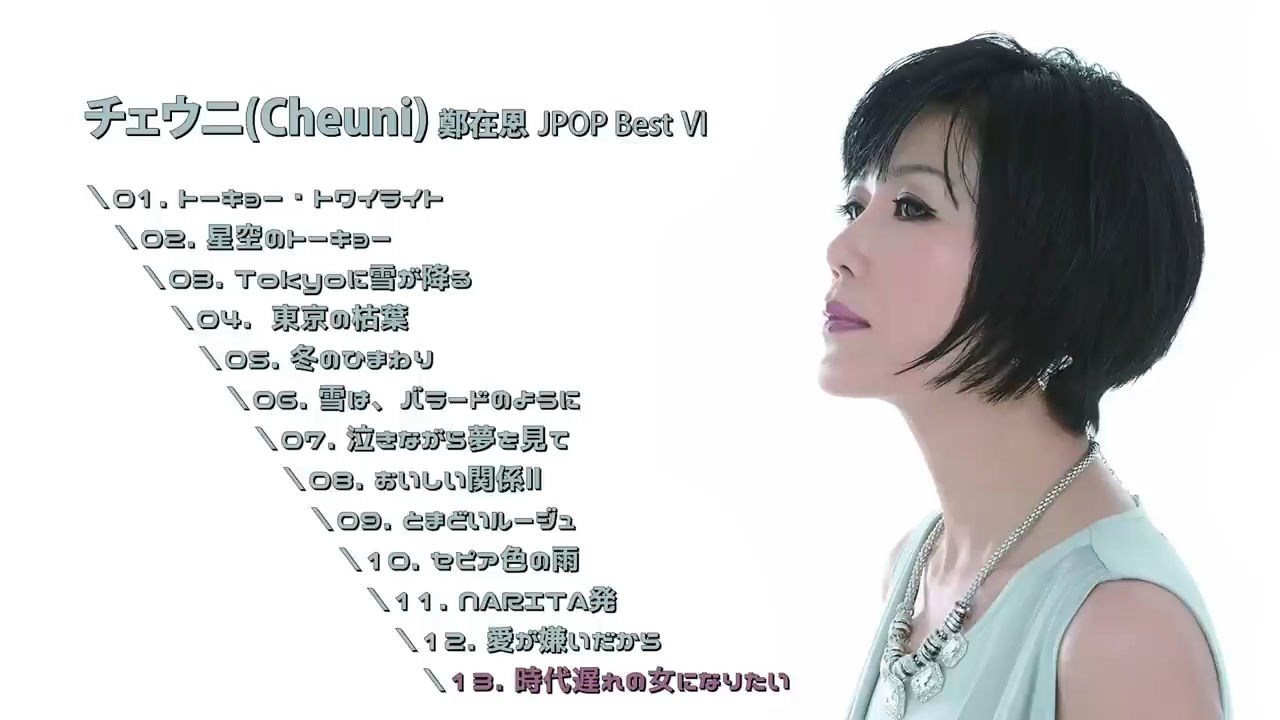 チェウニ(Cheuni) 鄭在恩 JPOP Best Ⅵ
\01. トーキョー・トワイライト
\02. 星空のトーキョー
\03. Tokyoに雪が降る
\04. 東京の枯葉
\05. 冬のひまわり
\06. 雪は、バラードのように
\07. 泣きながら夢を見て
\08. おいしい関係Ⅱ
\09. とまどいルージュ
\10. セピア色の雨
\11. NARITA発
\12. 愛が嫌いだから
\13. 時代遅れの女になりたい